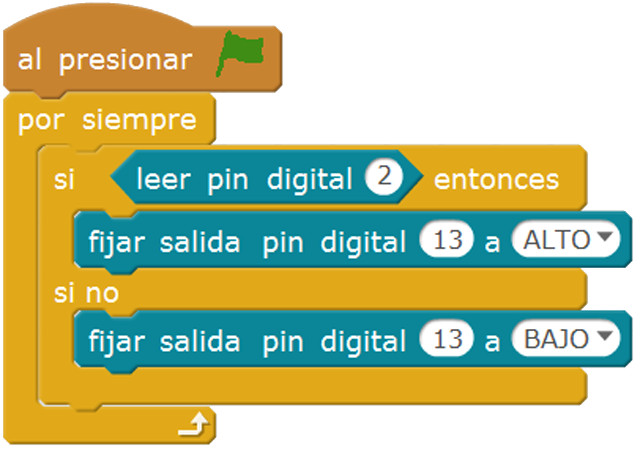 al presionar
por siempre
si leer pin digital 2 entonces
fijar salida pin digital 13 a ALTO
si no
fijar salida pin digital 13 a BAJO